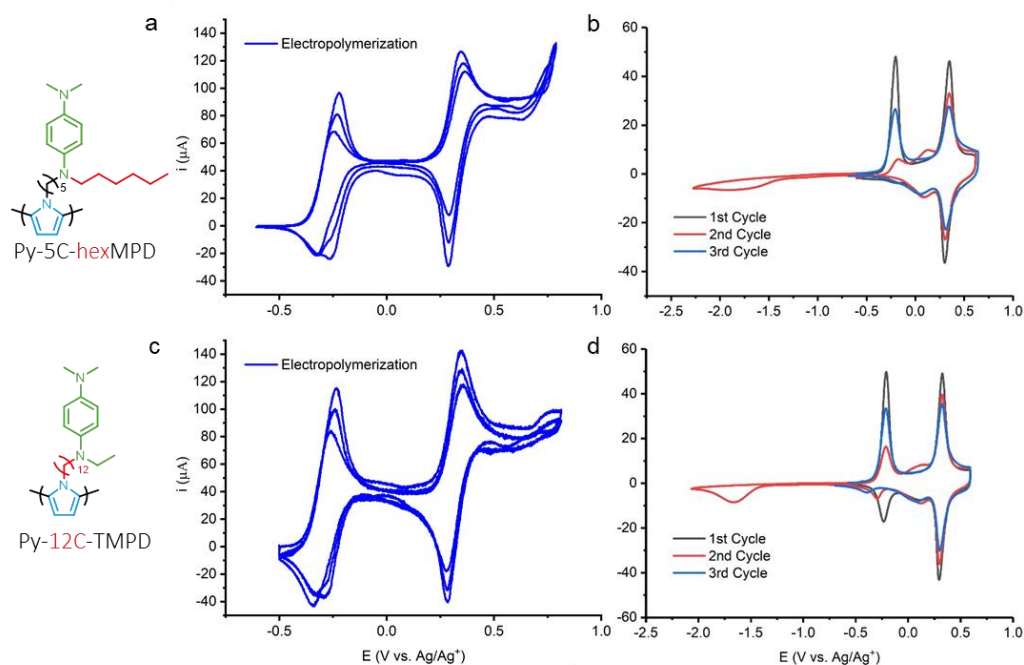 a
Electropolymerization
140
120
100
80
60
40
20
0
-20
-40
i (µA)
-0.5
0.0
0.5
1.0
b
60
40
20
0
-20
-40
1st Cycle
2nd Cycle
3rd Cycle
-2.5
-2.0
-1.5
-1.0
-0.5
0.0
0.5
1.0
N
N
5
N
Py-5C-hexMPD
c
Electropolymerization
140
120
100
80
60
40
20
0
-20
-40
i (µA)
-0.5
0.0
0.5
1.0
E (V vs. Ag/Ag⁺)
d
60
40
20
0
-20
-40
-60
1st Cycle
2nd Cycle
3rd Cycle
-2.5
-2.0
-1.5
-1.0
-0.5
0.0
0.5
1.0
E (V vs. Ag/Ag⁺)
N
N
12
N
Py-12C-TMPD